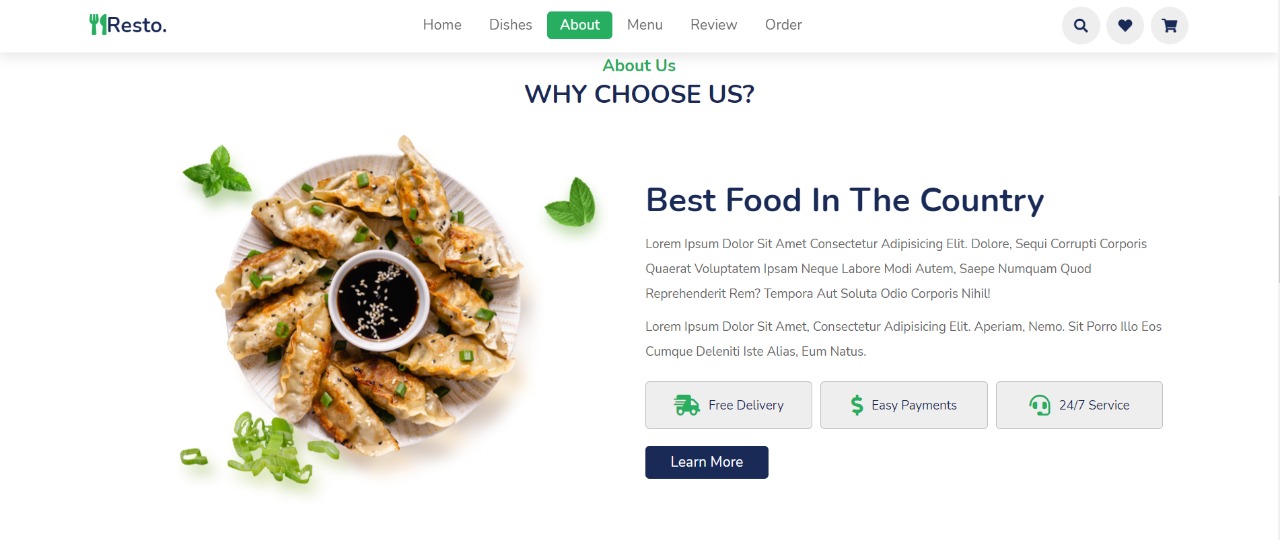 Resto.
Home Dishes About Menu Review Order
About Us
WHY CHOOSE US?
Best Food In The Country
Lorem Ipsum Dolor Sit Amet Consectetur Adipisicing Elit. Dolore, Sequi Corrupti Corporis
Quaerat Voluptatem Ipsam Neque Labore Modi Autem, Saepe Numquam Quod
Reprehenderit Rem? Tempora Aut Soluta Odio Corporis Nihil!
Lorem Ipsum Dolor Sit Amet, Consectetur Adipisicing Elit. Aperiam, Nemo. Sit Porro Illo Eos
Cumque Deleniti Iste Alias, Eum Natus.
Free Delivery Easy Payments 24/7 Service
Learn More